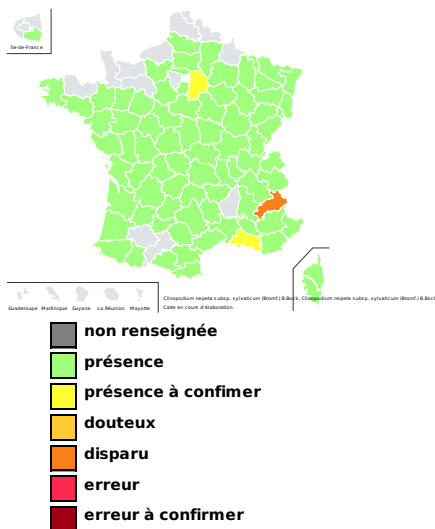 Île-de-France
Guadeloupe Martinique Guyane La Réunion Mayotte
Clinopodium nepeta subsp. sylvaticum (Bromf.) B.Bock, Clinopodium nepeta subsp. sylvaticum (Bromf.) B.Bock
Carte en cours d'élaboration.
non renseignée
présence
présence à confimer
douteux
disparu
erreur
erreur à confirmer